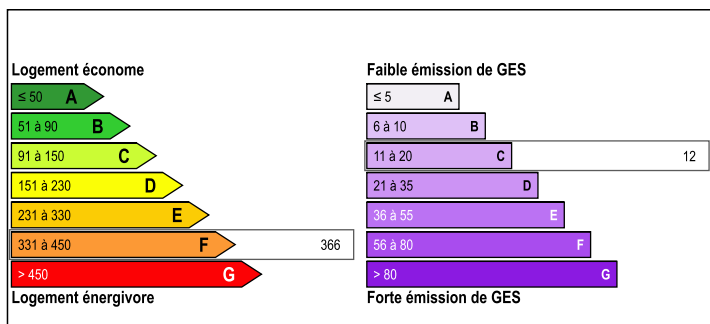 Logement économe
≤ 50 A
51 à 90 B
91 à 150 C
151 à 230 D
231 à 330 E
331 à 450 F 366
> 450 G
Logement énergivore
Faible émission de GES
≤ 5 A
6 à 10 B
11 à 20 C 12
21 à 35 D
36 à 55 E
56 à 80 F
> 80 G
Forte émission de GES